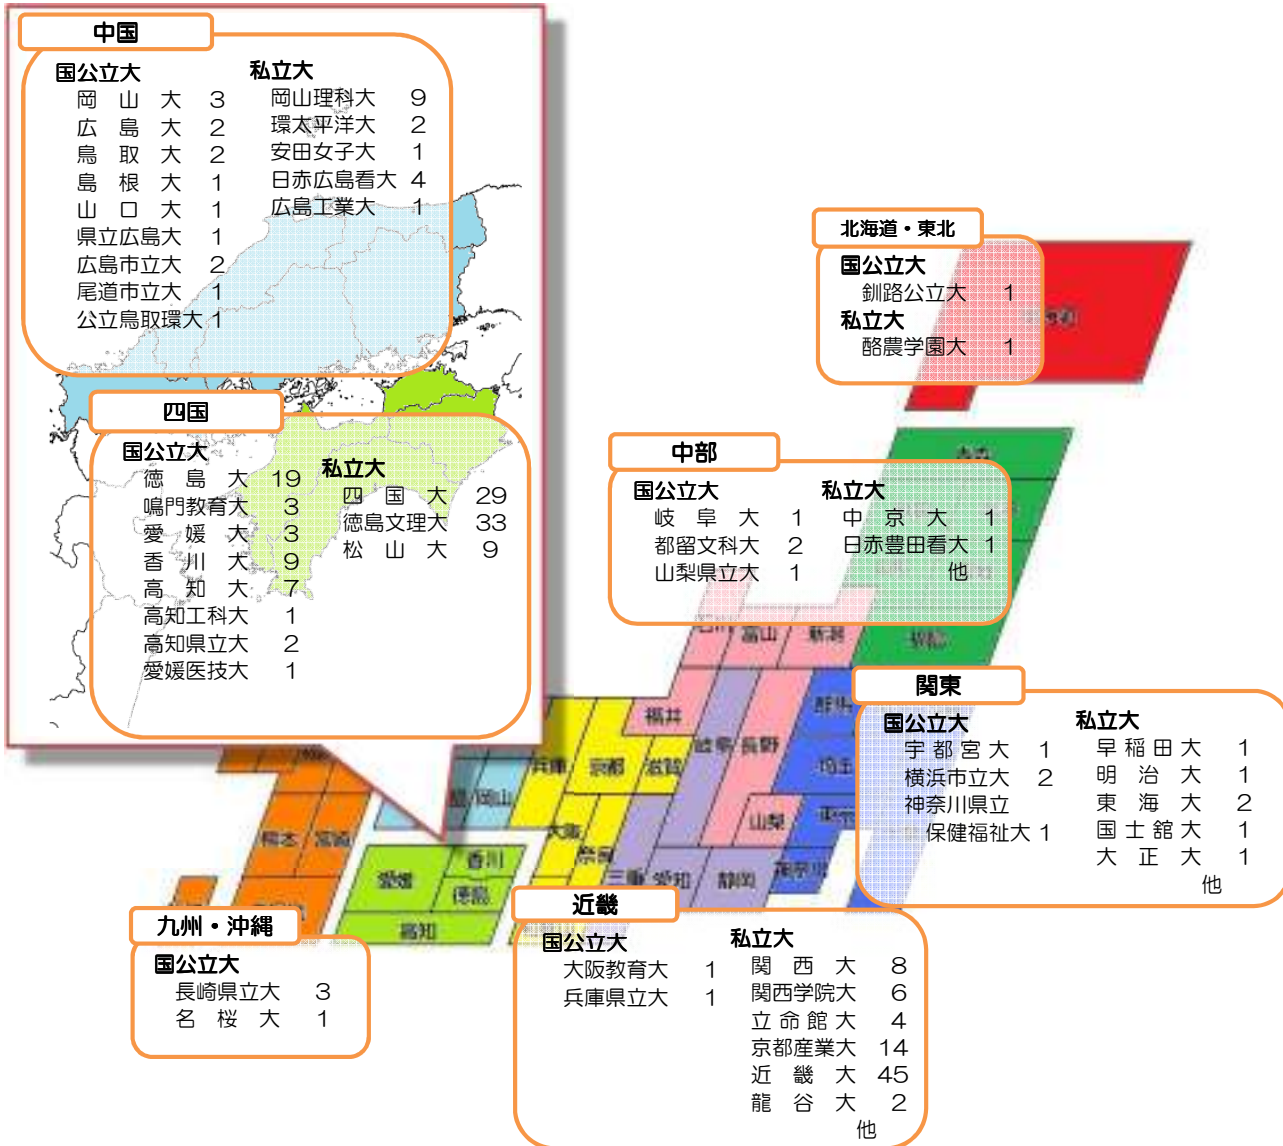 中国
国公立大
岡山大 3
広島大 2
鳥取大 2
島根大 1
山口大 1
県立広島大 1
広島市立大 2
尾道市立大 1
公立鳥取環大 1
私立大
岡山理科大 9
環太平洋大 2
安田女子大 1
日赤広島看大 4
広島工業大 1
四国
国公立大
徳島大 19
鳴門教育大 3
愛媛大 3
香川大 9
高知大 7
高知工科大 1
高知県立大 2
愛媛医技大 1
私立大
四国大 29
徳島文理大 33
松山大 9
北海道・東北
国公立大
釧路公立大 1
私立大
酪農学園大 1
中部
国公立大
岐阜大 1
都留文科大 2
山梨県立大 1
私立大
中京大 1
日赤豊田看大 1
他
関東
国公立大
宇都宮大 1
横浜市立大 2
神奈川県立
保健福祉大 1
私立大
早稲田大 1
明治大 1
東海大 2
国士舘大 1
大正大 1
他
近畿
国公立大
大阪教育大 1
兵庫県立大 1
私立大
関西大 8
関西学院大 6
立命館大 4
京都産業大 14
近畿大 45
龍谷大 2
他
九州・沖縄
国公立大
長崎県立大 3
名桜大 1
富山
新潟
福井
岐阜
長野
兵庫
京都
滋賀
岡山
山梨
大阪
奈良
三重
愛知
静岡
埼玉
熊本
宮崎
愛媛
香川
徳島
高知